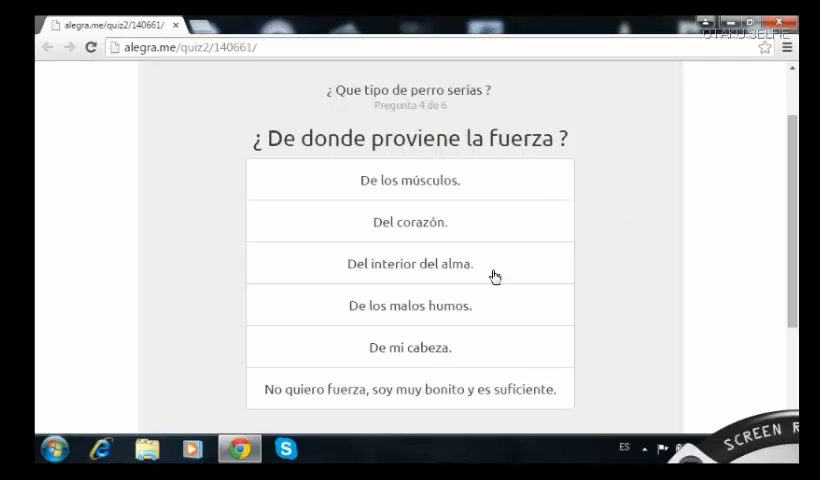 alegra.me/quiz2/140661/
OTAKU SELFIE
alegra.me/quiz2/140661/
¿ Que tipo de perro serias ?
Pregunta 4 de 6
¿ De donde proviene la fuerza ?
De los músculos.
Del corazón.
Del interior del alma.
De los malos humos.
De mi cabeza.
No quiero fuerza, soy muy bonito y es suficiente.
ES
SCREEN R